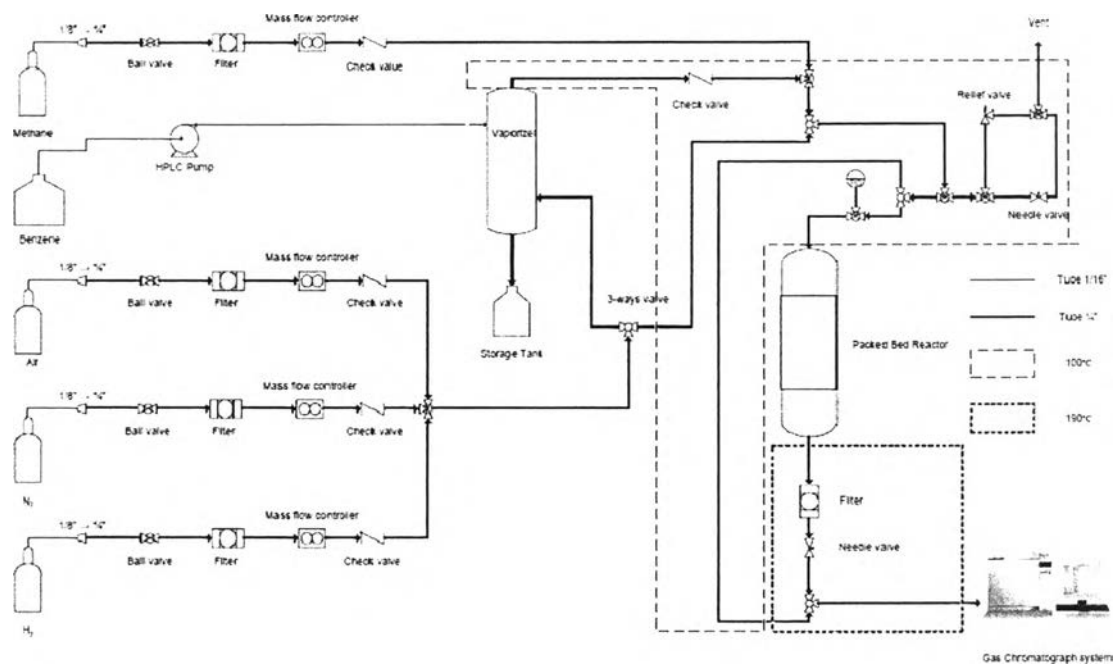 Mass flow controller
Vent
1/8" → ¼"
Ball valve
Filter
Check value
Methane
Check valve
Relief valve
Vaporizer
HPLC Pump
Benzene
Needle valve
Mass flow controller
1/8" → ¼"
Ball valve
Filter
Check valve
Air
3-ways valve
Storage Tank
Tube 1/16"
Tube ¼"
Packed Bed Reactor
100°c
190°c
Mass flow controller
1/8" → ¼"
Ball valve
Filter
Check valve
N₂
Mass flow controller
1/8" → ¼"
Ball valve
Filter
Check valve
H₂
Filter
Needle valve
Gas Chromatograph system